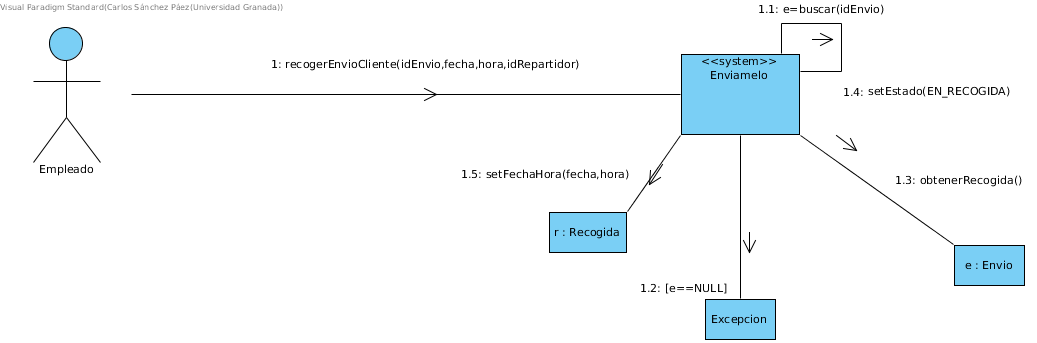 Visual Paradigm Standard(Carlos Sánchez Páez(Universidad Granada))
1.1: e=buscar(idEnvio)
1: recogerEnvioCliente(idEnvio,fecha,hora,idRepartidor)
<<system>>
Enviamelo
1.4: setEstado(EN_RECOGIDA)
Empleado
1.5: setFechaHora(fecha,hora)
1.3: obtenerRecogida()
r : Recogida
e : Envio
1.2: [e==NULL]
Excepcion